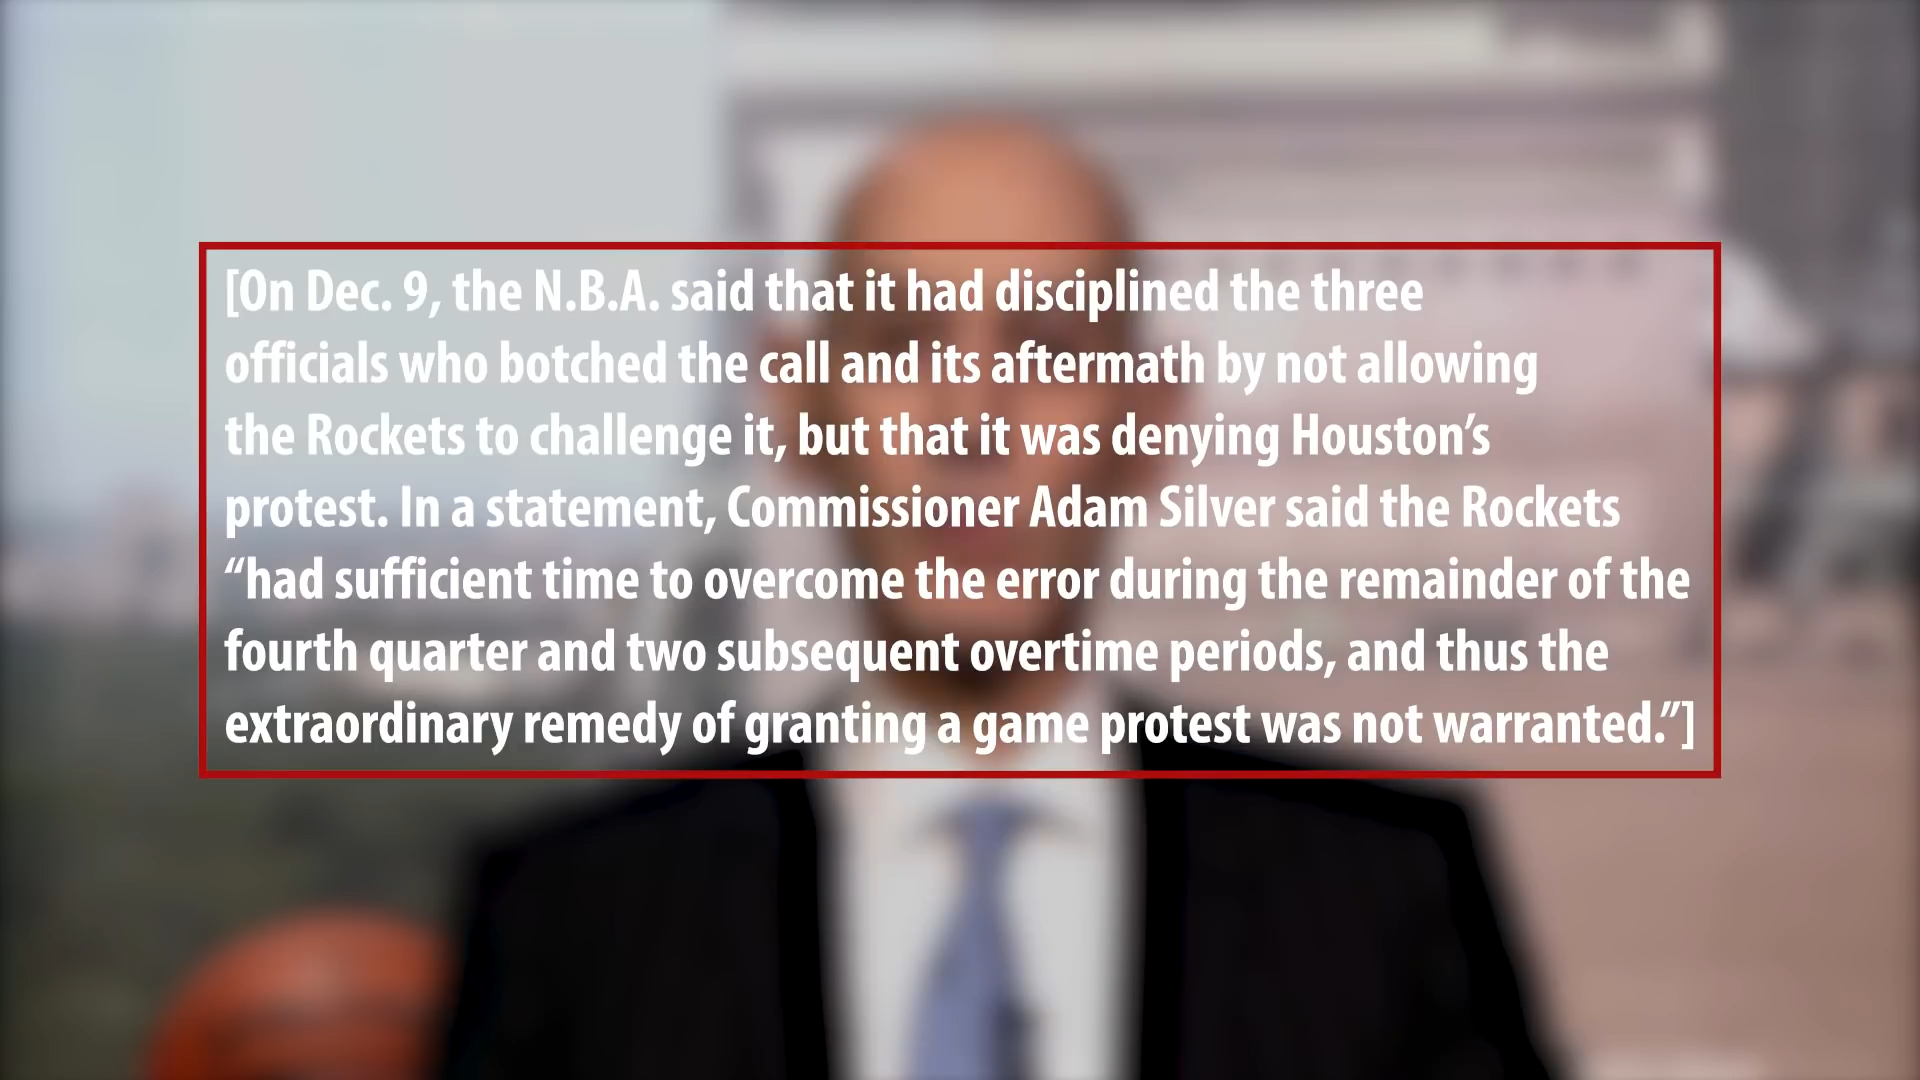 [On Dec. 9, the N.B.A. said that it had disciplined the three
officials who botched the call and its aftermath by not allowing
the Rockets to challenge it, but that it was denying Houston’s
protest. In a statement, Commissioner Adam Silver said the Rockets
“had sufficient time to overcome the error during the remainder of the
fourth quarter and two subsequent overtime periods, and thus the
extraordinary remedy of granting a game protest was not warranted.”]